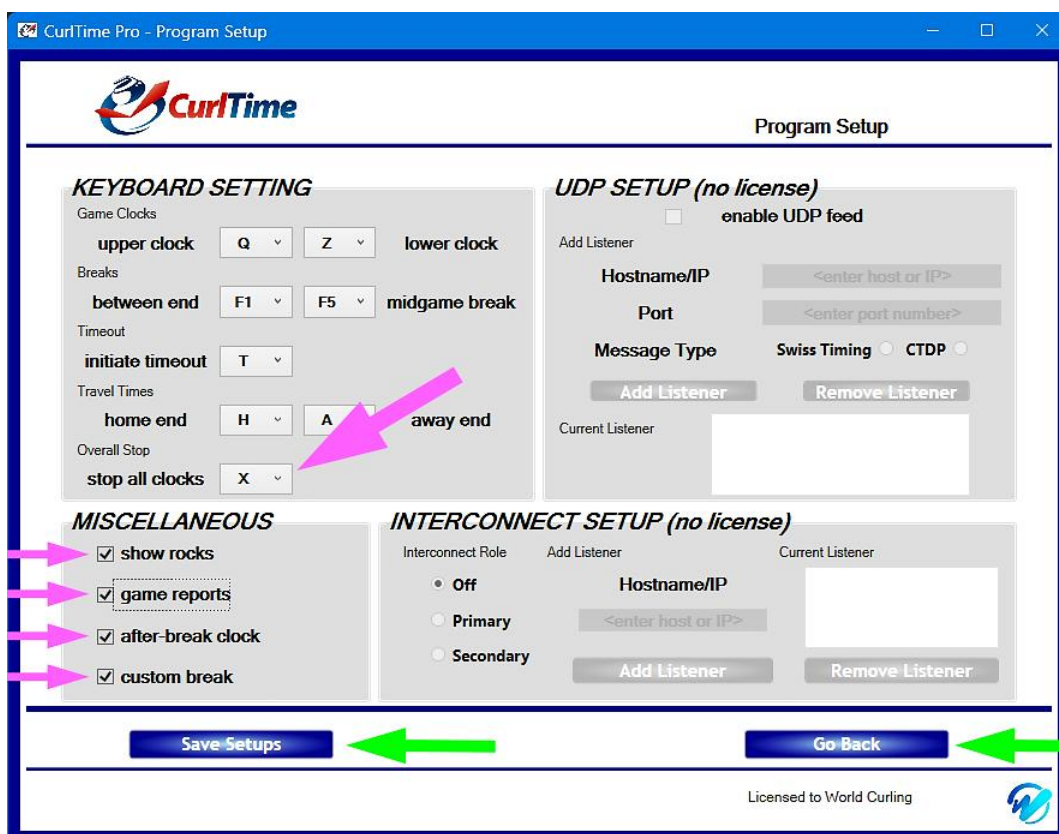 CurlTime Pro - Program Setup
CurlTime
Program Setup
KEYBOARD SETTING
Game Clocks
upper clock Q Z lower clock
Breaks
between end F1 F5 midgame break
Timeout
initiate timeout T
Travel Times
home end H A away end
Overall Stop
stop all clocks X
UDP SETUP (no license)
enable UDP feed
Add Listener
Hostname/IP <enter host or IP>
Port <enter port number>
Message Type Swiss Timing CTDP
Add Listener Remove Listener
Current Listener
MISCELLANEOUS
show rocks
game reports
after-break clock
custom break
INTERCONNECT SETUP (no license)
Interconnect Role Add Listener Current Listener
Off Hostname/IP
Primary <enter host or IP>
Secondary
Add Listener Remove Listener
Save Setups Go Back
Licensed to World Curling